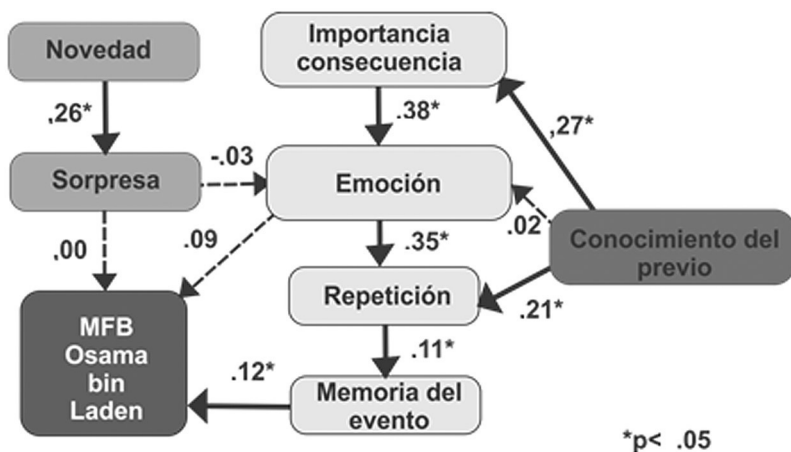 Novedad
Importancia
consecuencia
,26*
.38*
,27*
Sorpresa
-.03
Emoción
,00
.09
.02
.35*
Conocimiento del
previo
Repetición
.21*
MFB
Osama
bin
Laden
.11*
.12*
Memoria del
evento
*p< .05